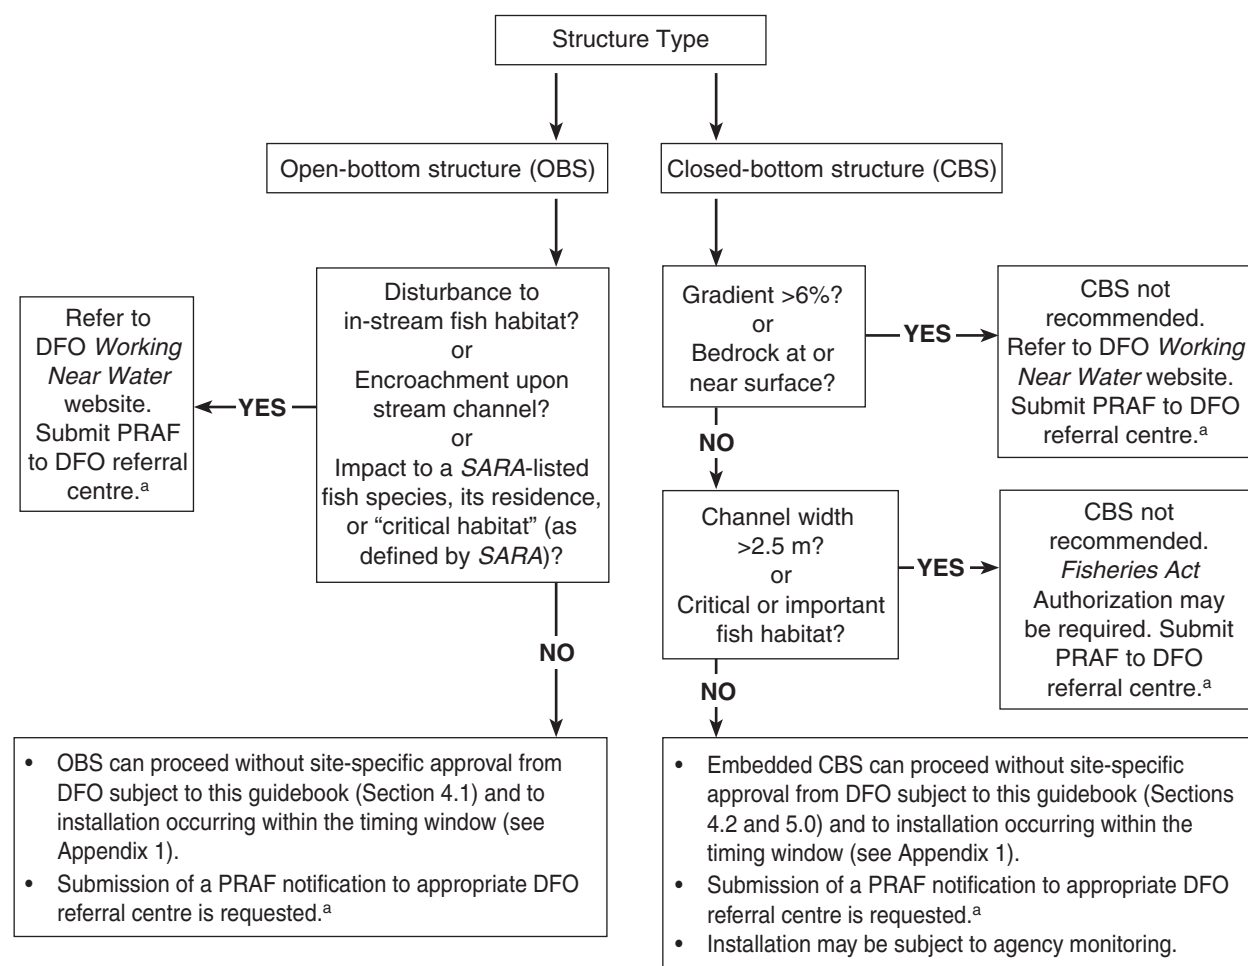 Structure Type
Open-bottom structure (OBS)
Closed-bottom structure (CBS)
Disturbance to
in-stream fish habitat?
or
Encroachment upon
stream channel?
or
Impact to a SARA-listed
fish species, its residence,
or “critical habitat” (as
defined by SARA)?
YES
Refer to
DFO Working
Near Water
website.
Submit PRAF
to DFO referral
centre.a
NO
• OBS can proceed without site-specific approval from
DFO subject to this guidebook (Section 4.1) and to
installation occurring within the timing window (see
Appendix 1).
• Submission of a PRAF notification to appropriate DFO
referral centre is requested.a
Gradient >6%?
or
Bedrock at or
near surface?
YES
CBS not
recommended.
Refer to DFO Working
Near Water website.
Submit PRAF to DFO
referral centre.a
NO
Channel width
>2.5 m?
or
Critical or important
fish habitat?
YES
CBS not
recommended.
Fisheries Act
Authorization may
be required. Submit
PRAF to DFO
referral centre.a
NO
• Embedded CBS can proceed without site-specific
approval from DFO subject to this guidebook (Sections
4.2 and 5.0) and to installation occurring within the
timing window (see Appendix 1).
• Submission of a PRAF notification to appropriate DFO
referral centre is requested.a
• Installation may be subject to agency monitoring.